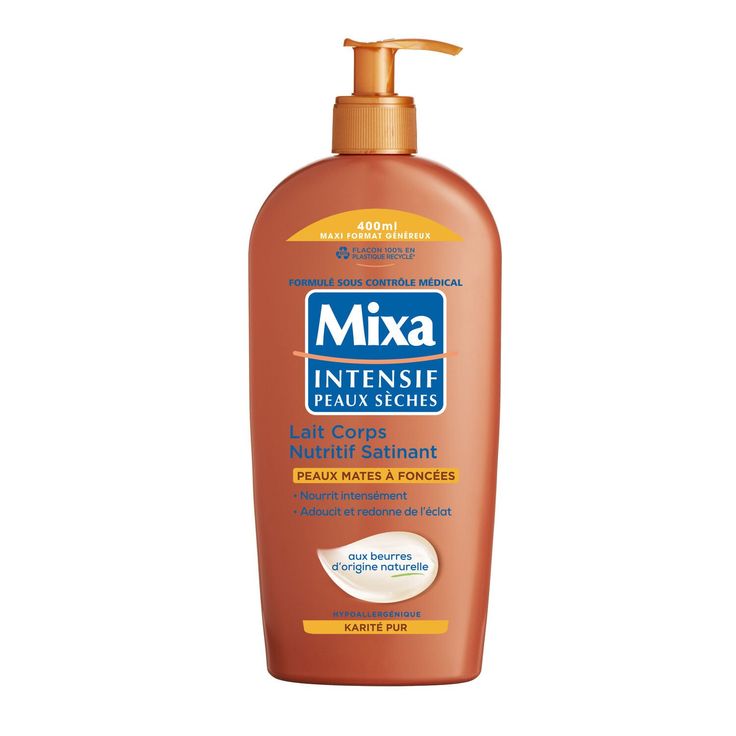 400ml
MAXI FORMAT GÉNÉREUX
FLACON 100% EN
PLASTIQUE RECYCLÉ*
FORMULÉ SOUS CONTRÔLE MÉDICAL
Mixa
INTENSIF
PEAUX SÈCHES
Lait Corps
Nutritif Satinant
PEAUX MATES À FONCÉES
• Nourrit intensément
• Adoucit et redonne de l'éclat
aux beurres
d'origine naturelle
HYPOALLERGÉNIQUE
KARITÉ PUR